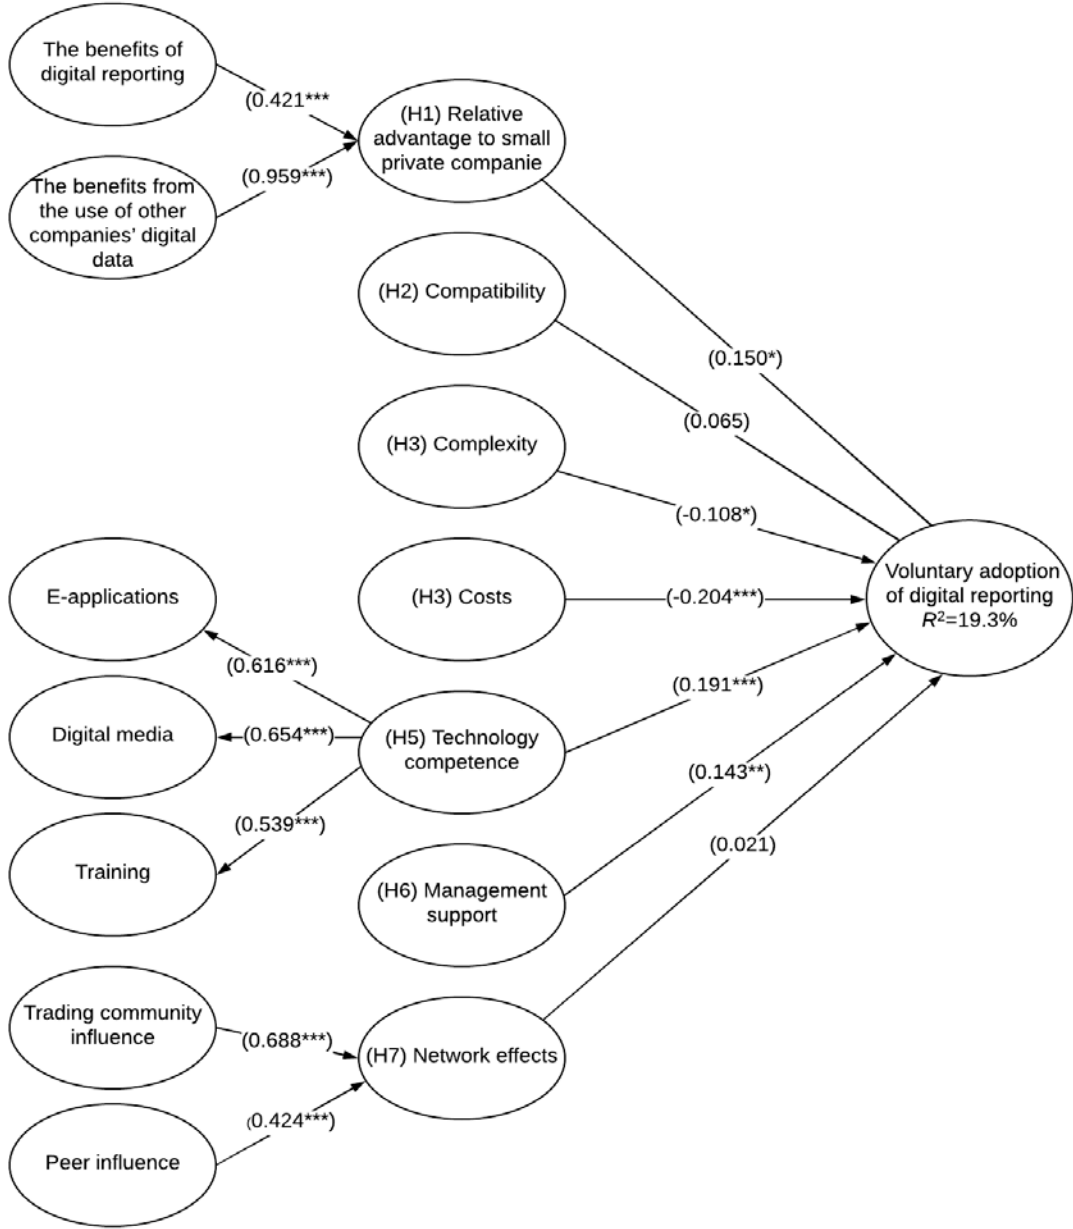 The benefits of
digital reporting
(0.421***
The benefits from
the use of other
companies’ digital
data
(0.959***)
(H1) Relative
advantage to small
private companie
(0.150*)
(H2) Compatibility
(0.065)
(H3) Complexity
(-0.108*)
(H3) Costs
(-0.204***)
Voluntary adoption
of digital reporting
R²=19.3%
E-applications
(0.616***)
Digital media
(0.654***)
Training
(0.539***)
(H5) Technology
competence
(0.191***)
(H6) Management
support
(0.143**)
(0.021)
Trading community
influence
(0.688***)
(H7) Network effects
Peer influence
(0.424***)